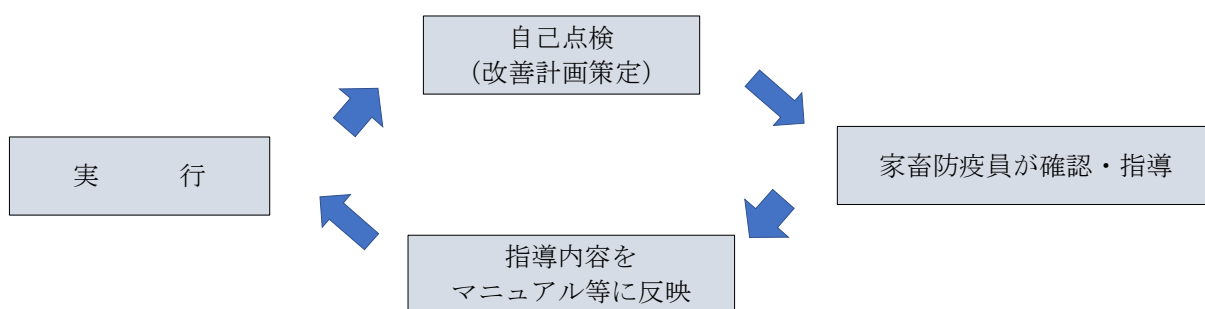 自己点検
（改善計画策定）
家畜防疫員が確認・指導
指導内容を
マニュアル等に反映
実　　　行